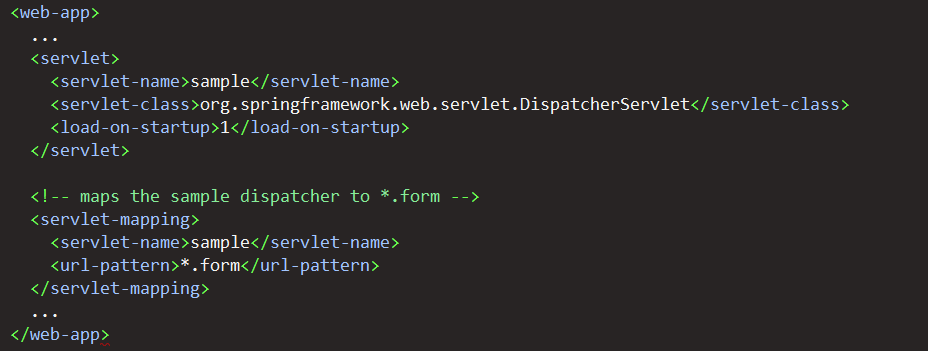 <web-app>
  ...
  <servlet>
    <servlet-name>sample</servlet-name>
    <servlet-class>org.springframework.web.servlet.DispatcherServlet</servlet-class>
    <load-on-startup>1</load-on-startup>
  </servlet>

  <!-- maps the sample dispatcher to *.form -->
  <servlet-mapping>
    <servlet-name>sample</servlet-name>
    <url-pattern>*.form</url-pattern>
  </servlet-mapping>
  ...
</web-app>